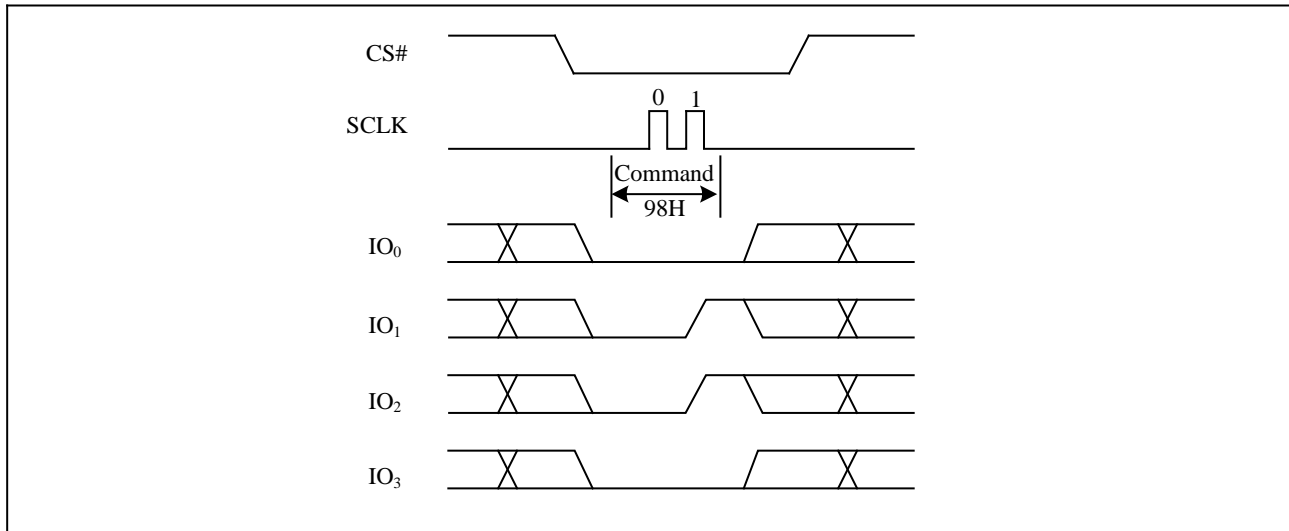 CS#
0 1
SCLK
Command
98H
IO₀
IO₁
IO₂
IO₃